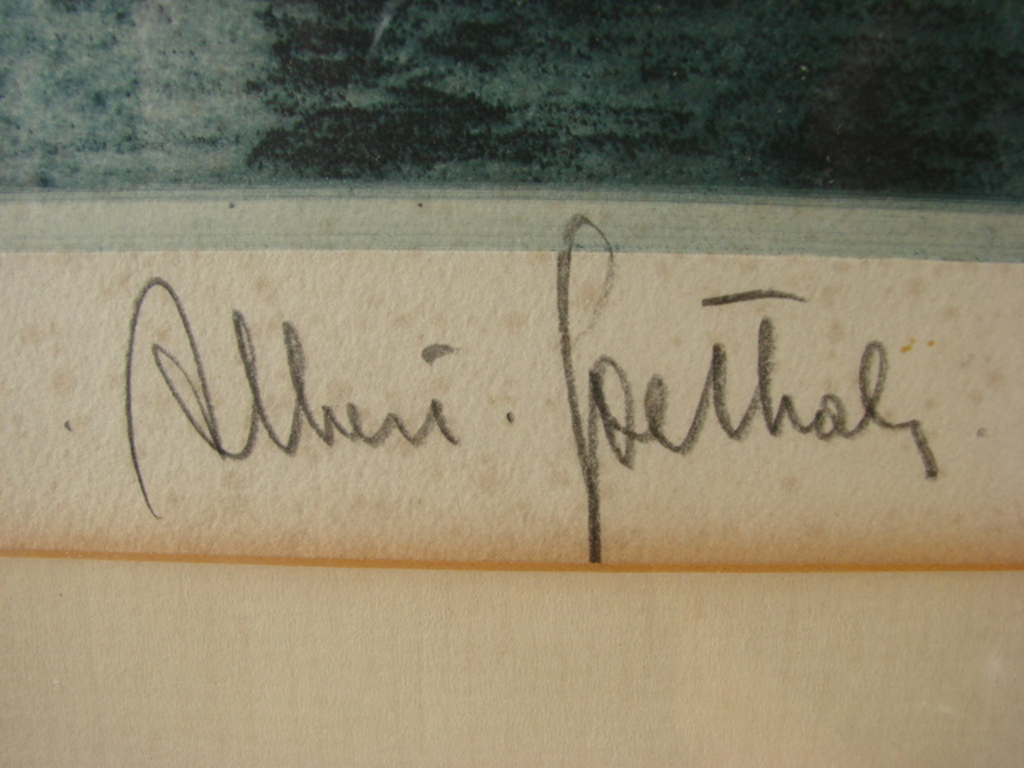 . Albert . Goethals .